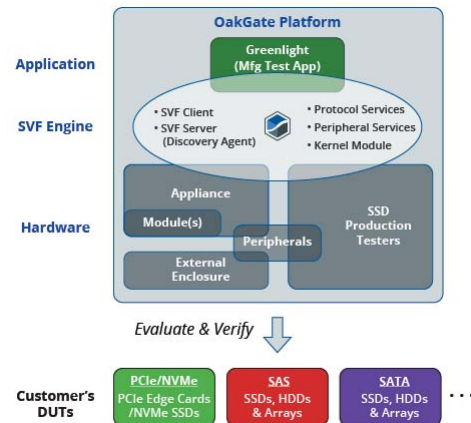 OakGate Platform
Application
Greenlight
(Mfg Test App)
SVF Engine
• SVF Client
• SVF Server
(Discovery Agent)
• Protocol Services
• Peripheral Services
• Kernel Module
Hardware
Appliance
Module(s)
Peripherals
External
Enclosure
SSD
Production
Testers
Evaluate & Verify
Customer's
DUTs
PCIe/NVMe
PCIe Edge Cards
/NVMe SSDs
SAS
SSDs, HDDs
& Arrays
SATA
SSDs, HDDs
& Arrays
...